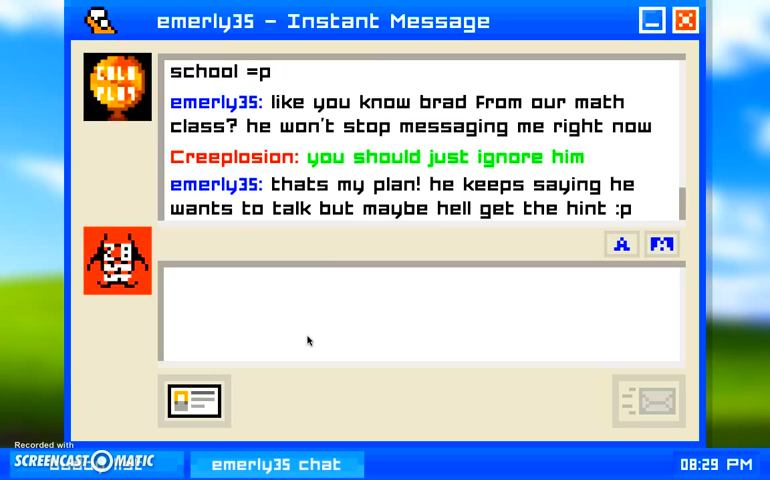 emerly35 - Instant Message
COLD
PLAY
school =p
emerly35: like you know brad from our math
class? he won't stop messaging me right now
Creeplosion: you should just ignore him
emerly35: thats my plan! he keeps saying he
wants to talk but maybe hell get the hint :p
A
Recorded with
SCREENCAST-O-MATIC
emerly35 chat
08:29 PM